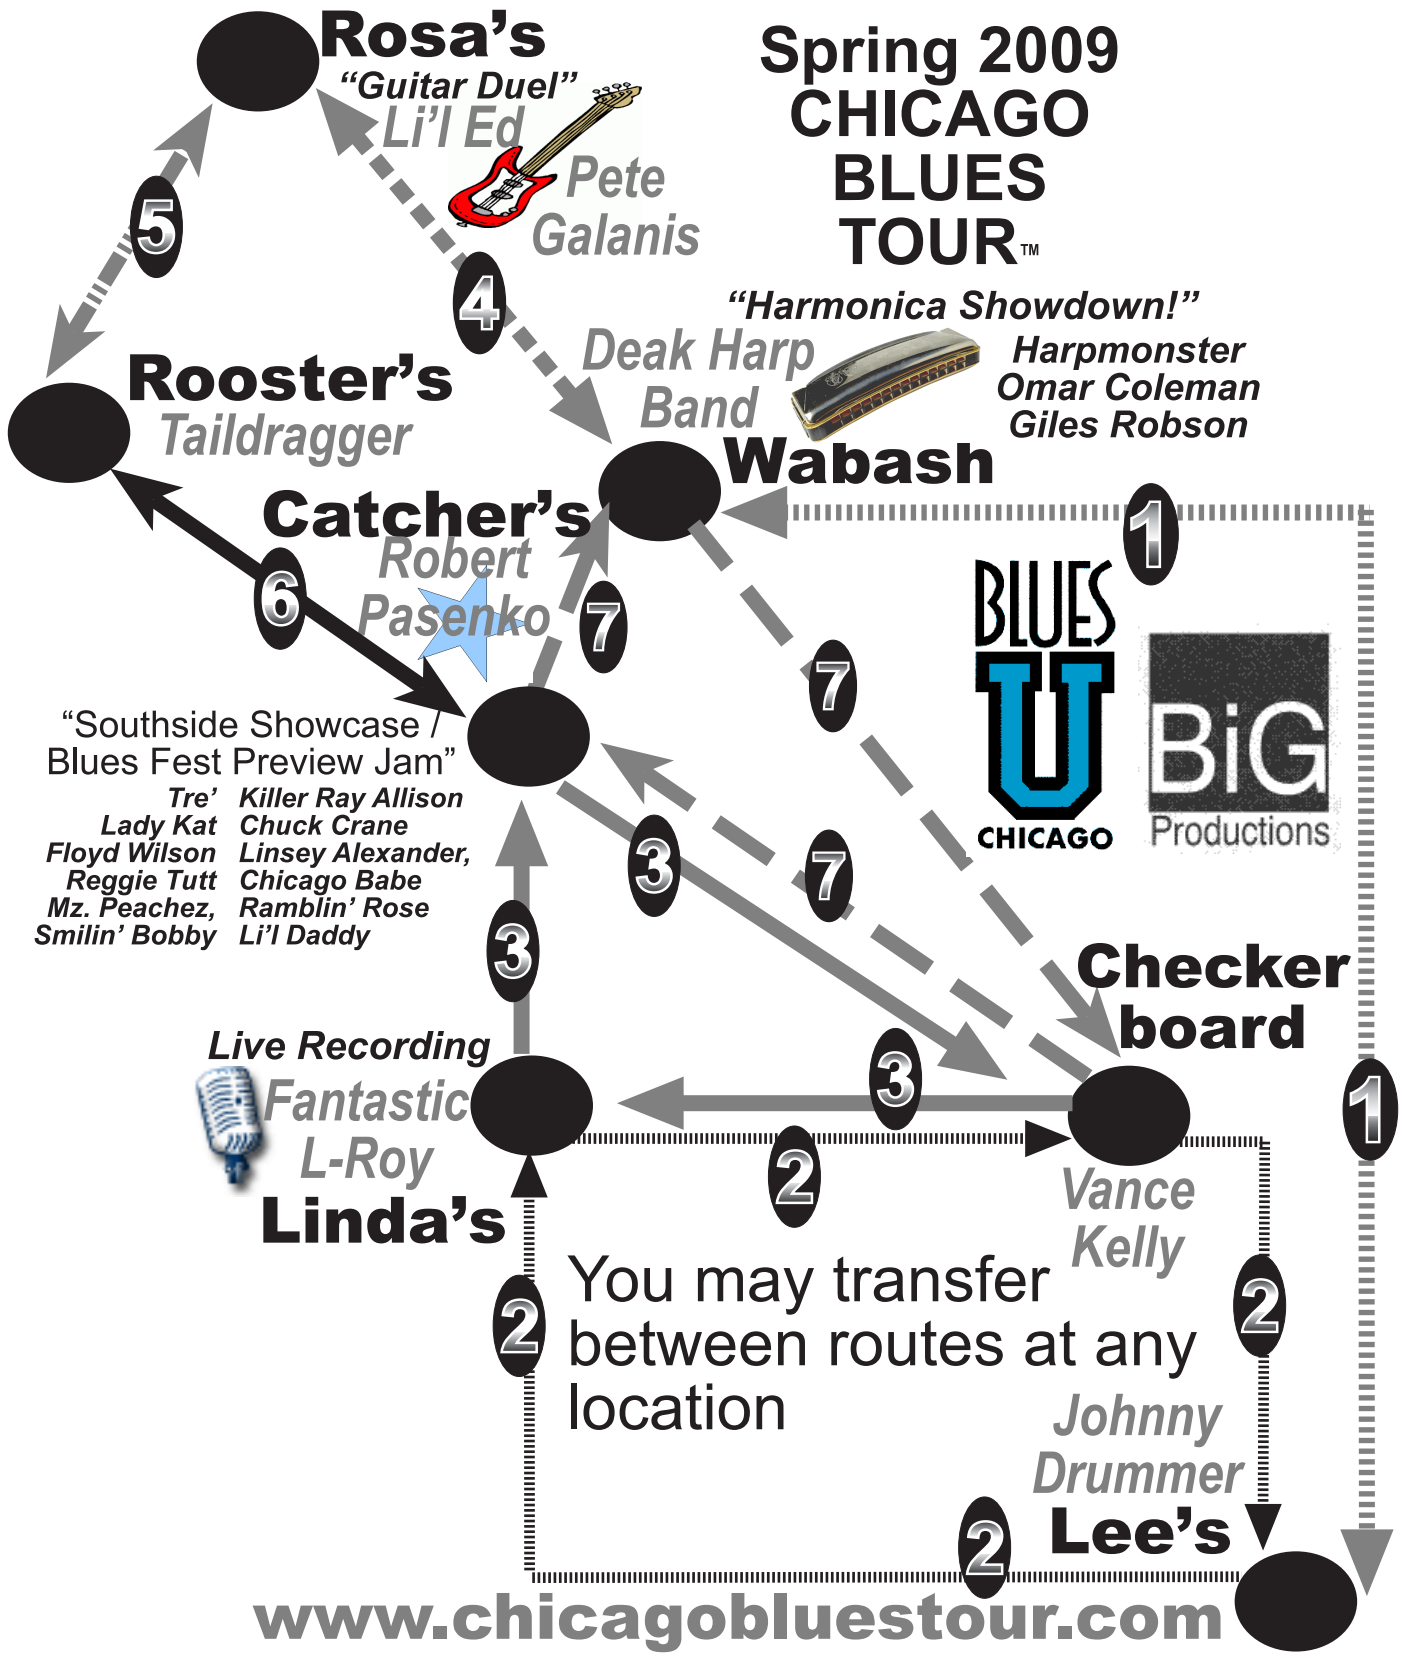 Rosa's
"Guitar Duel"
Li'l Ed
Pete
Galanis
Spring 2009
CHICAGO
BLUES
TOUR™
5
4
"Harmonica Showdown!"
Deak Harp
Band
Harpmonster
Omar Coleman
Giles Robson
Rooster's
Taildragger
Wabash
Catcher's
Robert
Pasenko
1
6
7
7
BLUES
U
CHICAGO
BiG
Productions
"Southside Showcase /
Blues Fest Preview Jam"
Tre' Killer Ray Allison
Lady Kat Chuck Crane
Floyd Wilson Linsey Alexander,
Reggie Tutt Chicago Babe
Mz. Peachez, Ramblin' Rose
Smilin' Bobby Li'l Daddy
3
7
3
Checker
board
Live Recording
Fantastic
L-Roy
Linda's
3
1
2
Vance
Kelly
You may transfer
between routes at any
location
2
2
Johnny
Drummer
Lee's
2
www.chicagobluestour.com